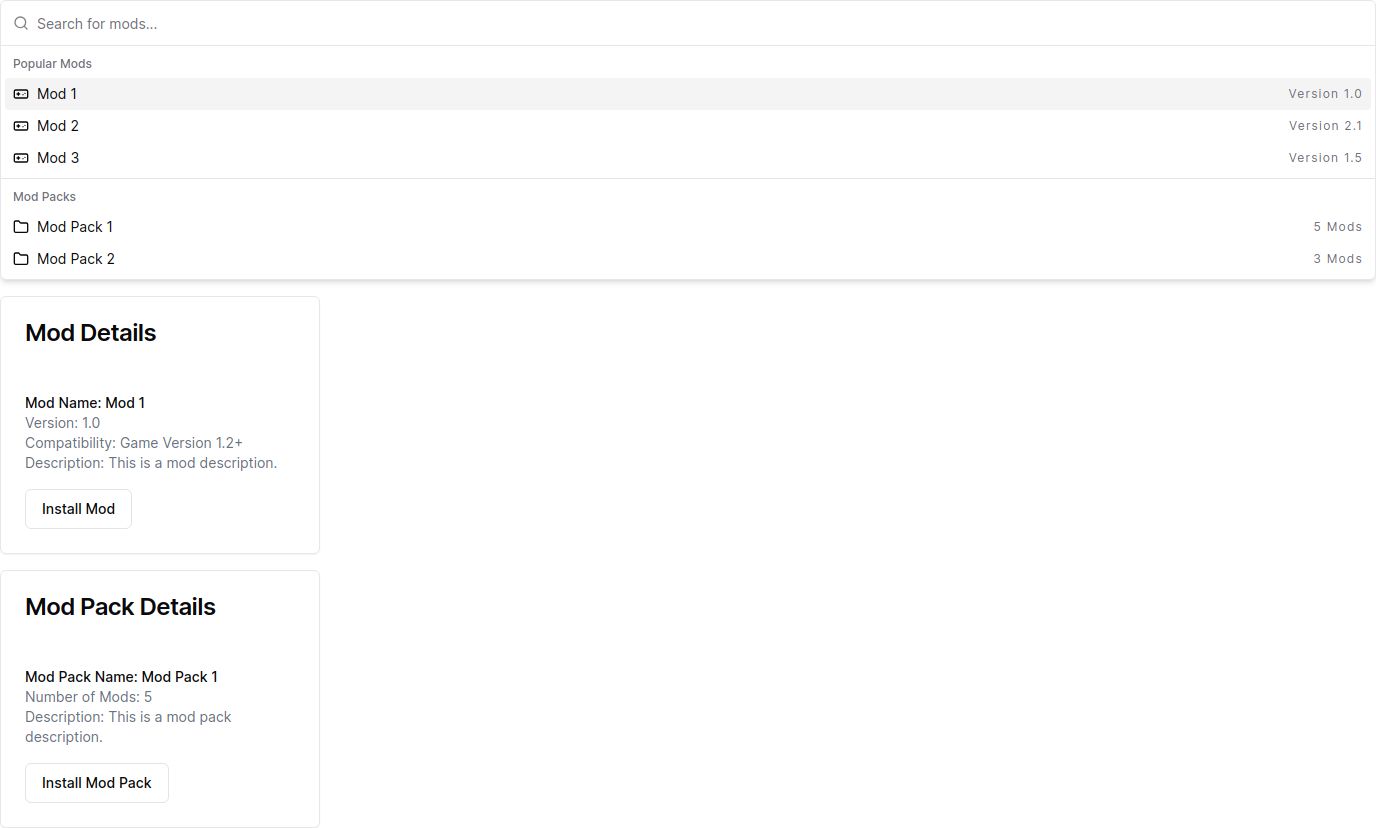 Search for mods...
Popular Mods
Mod 1 Version 1.0
Mod 2 Version 2.1
Mod 3 Version 1.5
Mod Packs
Mod Pack 1 5 Mods
Mod Pack 2 3 Mods
Mod Details
Mod Name: Mod 1
Version: 1.0
Compatibility: Game Version 1.2+
Description: This is a mod description.
Install Mod
Mod Pack Details
Mod Pack Name: Mod Pack 1
Number of Mods: 5
Description: This is a mod pack
description.
Install Mod Pack